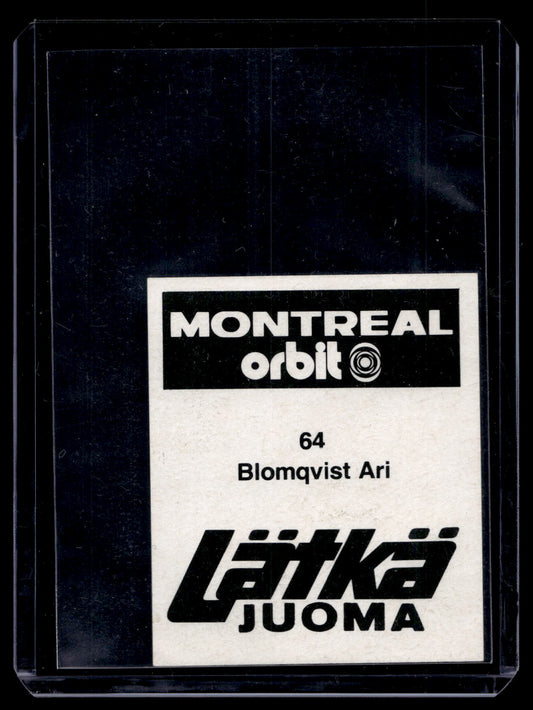 MONTREAL
orbit
64
Blomqvist Ari
Lätkä
JUOMA